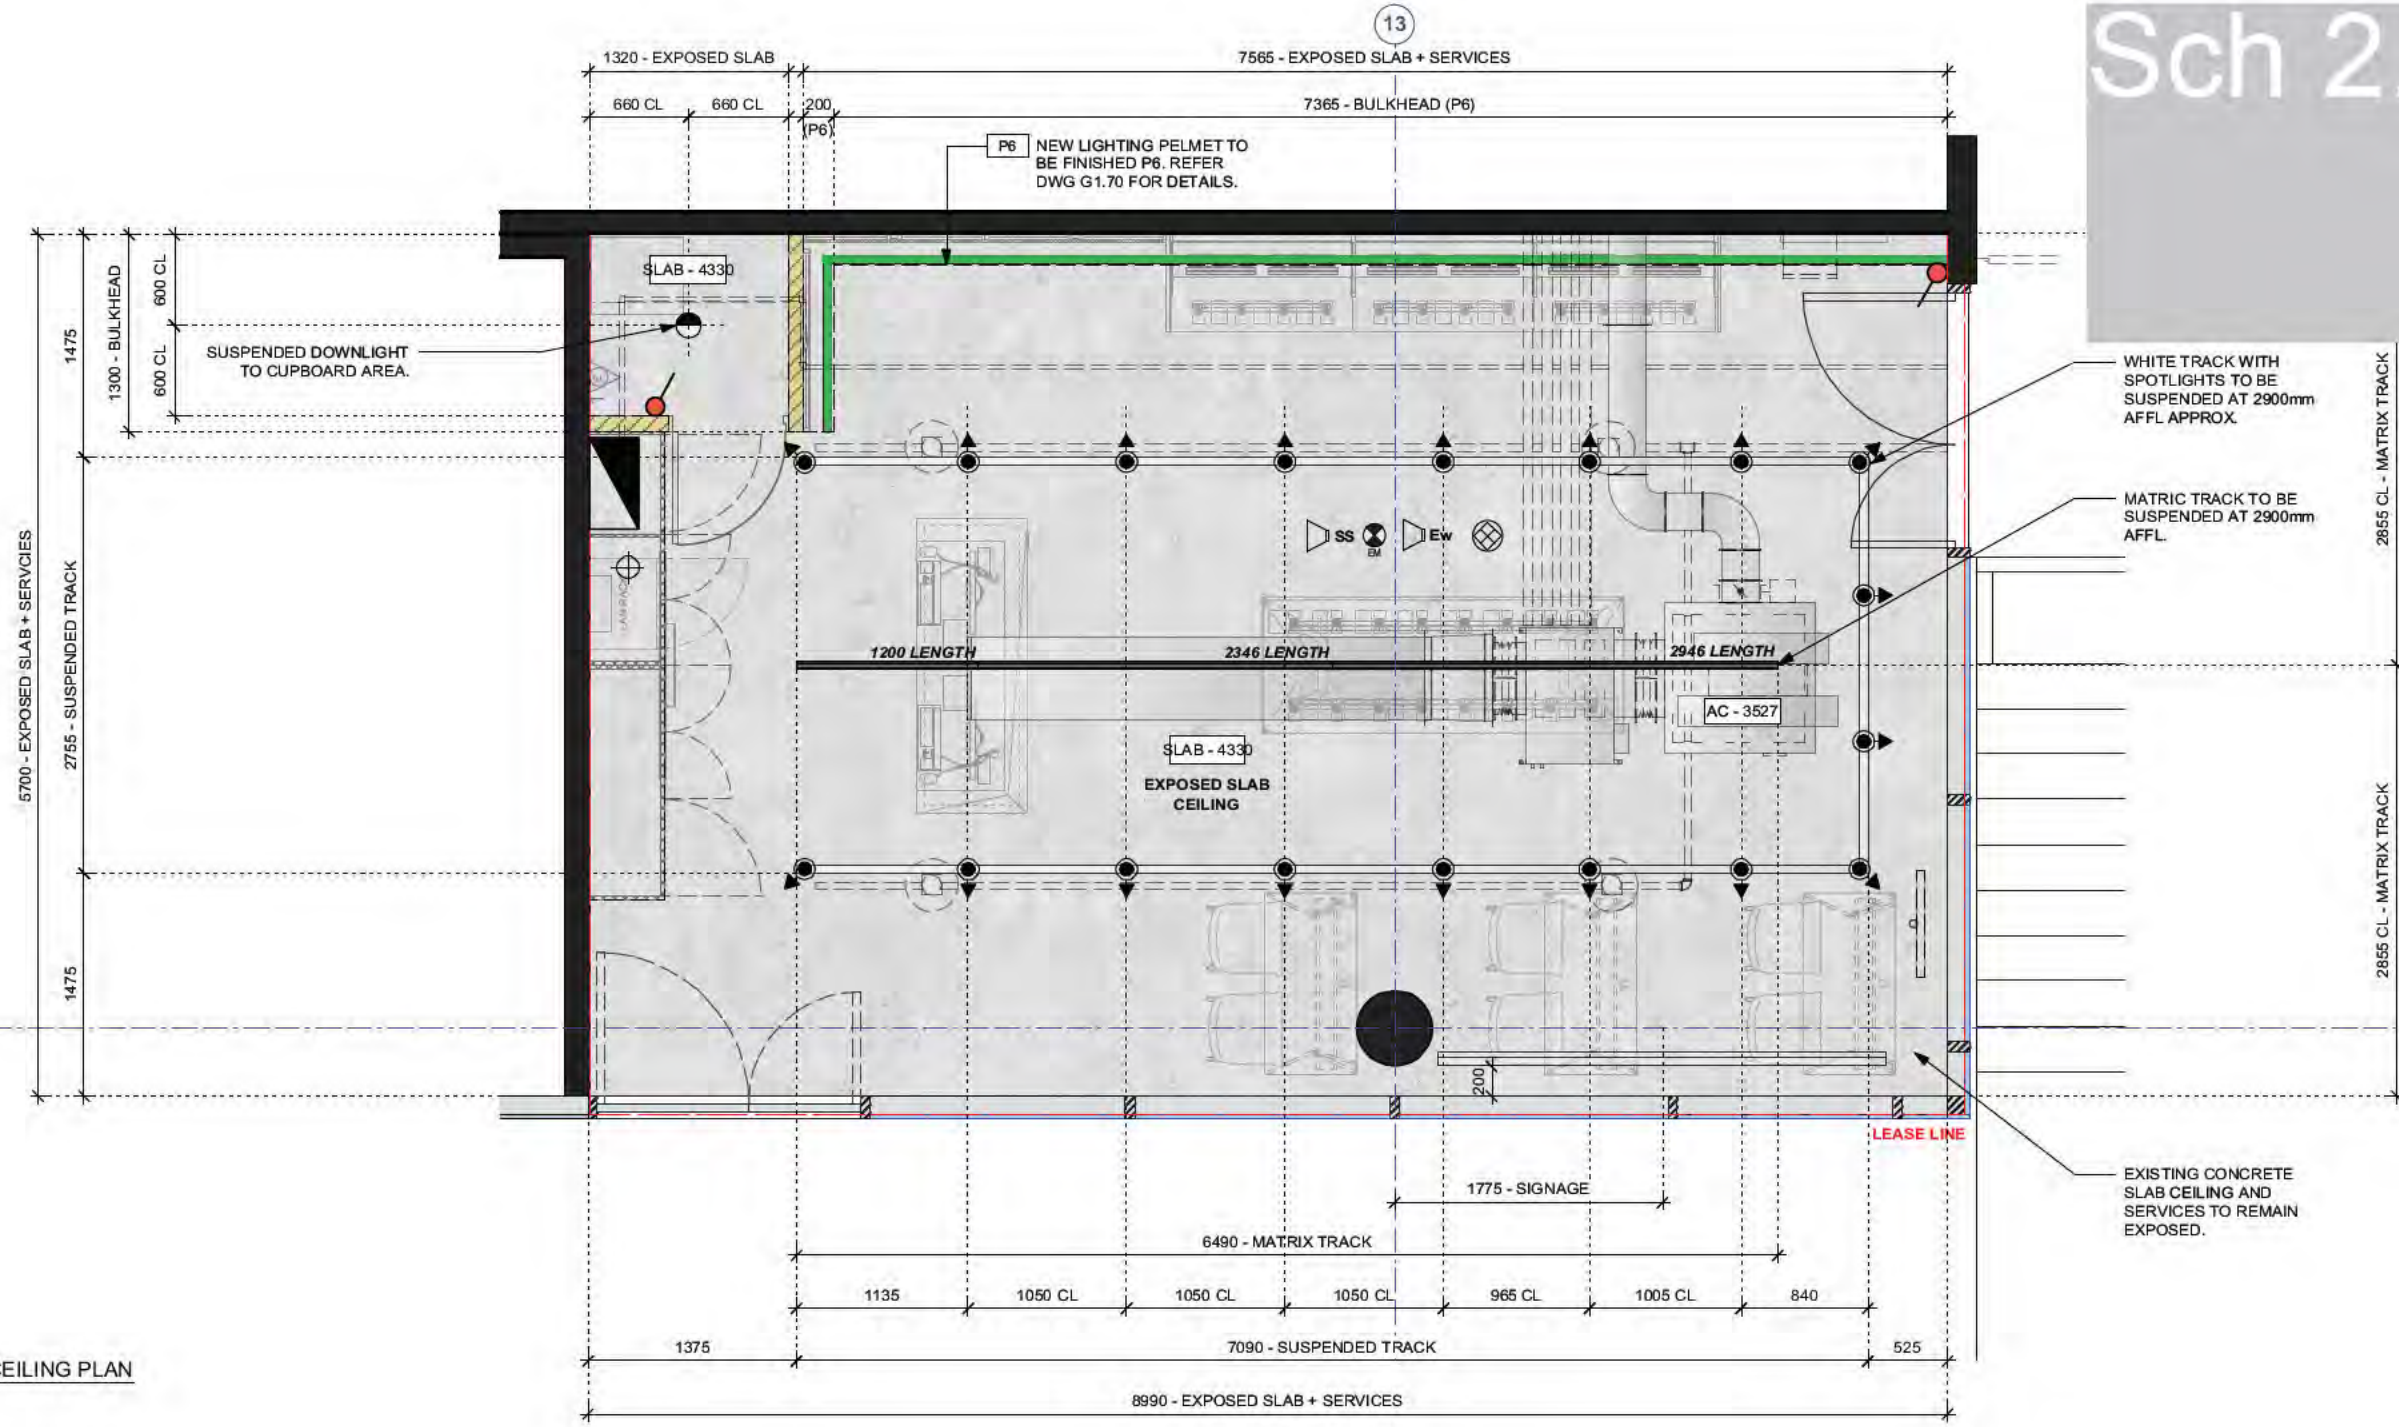 13
Sch 2
1320 - EXPOSED SLAB
7565 - EXPOSED SLAB + SERVICES
660 CL
660 CL
200
(P6)
7365 - BULKHEAD (P6)
P6
NEW LIGHTING PELMET TO
BE FINISHED P6. REFER
DWG G1.70 FOR DETAILS.
SLAB - 4330
600 CL
600 CL
1300 - BULKHEAD
1475
SUSPENDED DOWNLIGHT
TO CUPBOARD AREA.
WHITE TRACK WITH
SPOTLIGHTS TO BE
SUSPENDED AT 2900mm
AFFL APPROX.
2855 CL - MATRIX TRACK
MATRIC TRACK TO BE
SUSPENDED AT 2900mm
AFFL.
SS
EM
Ew
5700 - EXPOSED SLAB + SERVCIES
2755 - SUSPENDED TRACK
1200 LENGTH
2346 LENGTH
2946 LENGTH
AC - 3527
SLAB - 4330
EXPOSED SLAB
CEILING
2855 CL - MATRIX TRACK
1475
200
LEASE LINE
EXISTING CONCRETE
SLAB CEILING AND
SERVICES TO REMAIN
EXPOSED.
1775 - SIGNAGE
6490 - MATRIX TRACK
1135
1050 CL
1050 CL
1050 CL
965 CL
1005 CL
840
1375
7090 - SUSPENDED TRACK
525
8990 - EXPOSED SLAB + SERVICES
CEILING PLAN